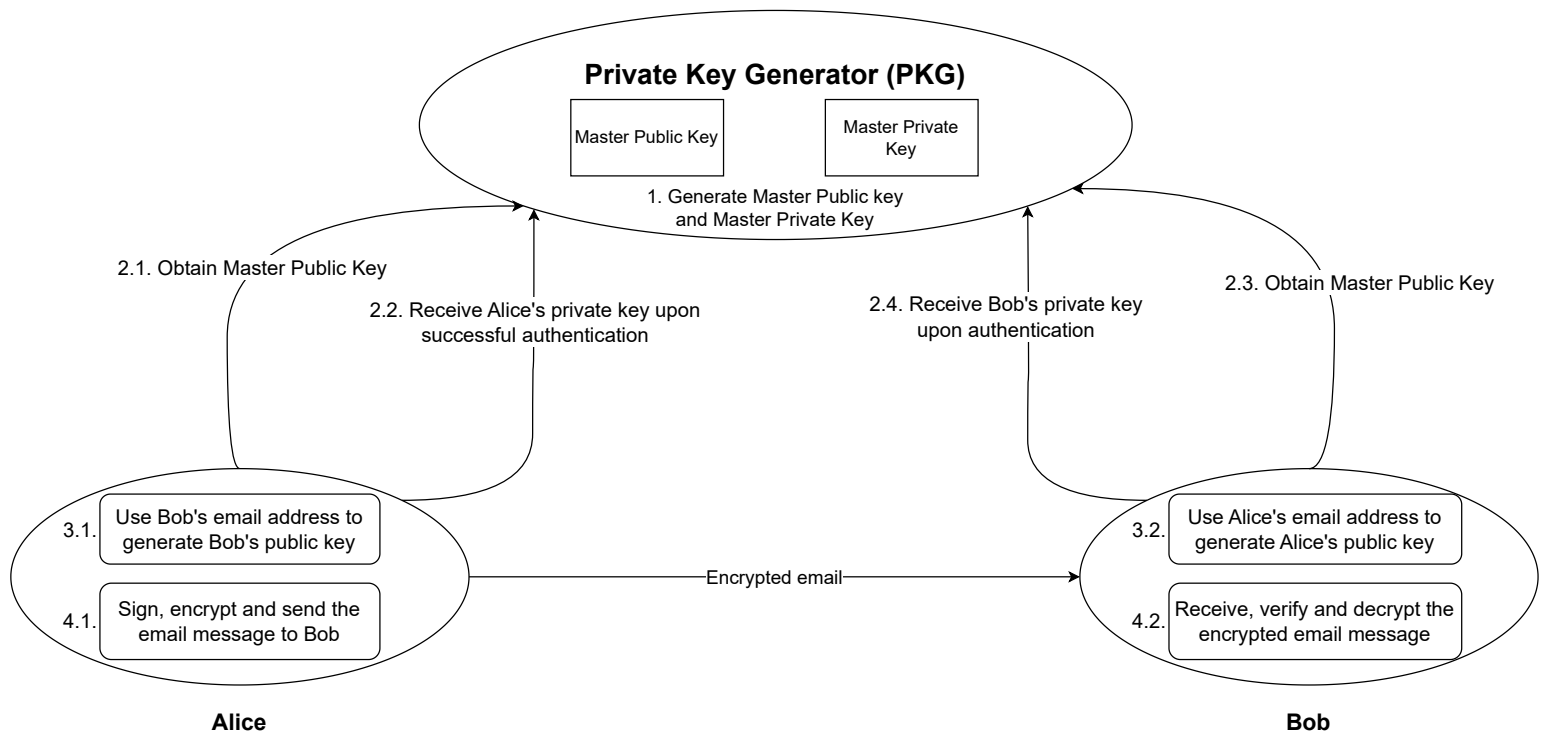 Private Key Generator (PKG)
Master Public Key
Master Private
Key
1. Generate Master Public key
and Master Private Key
2.1. Obtain Master Public Key
2.2. Receive Alice's private key upon
successful authentication
2.4. Receive Bob's private key
upon authentication
2.3. Obtain Master Public Key
3.1.
Use Bob's email address to
generate Bob's public key
4.1.
Sign, encrypt and send the
email message to Bob
Encrypted email
3.2.
Use Alice's email address to
generate Alice's public key
4.2.
Receive, verify and decrypt the
encrypted email message
Alice
Bob